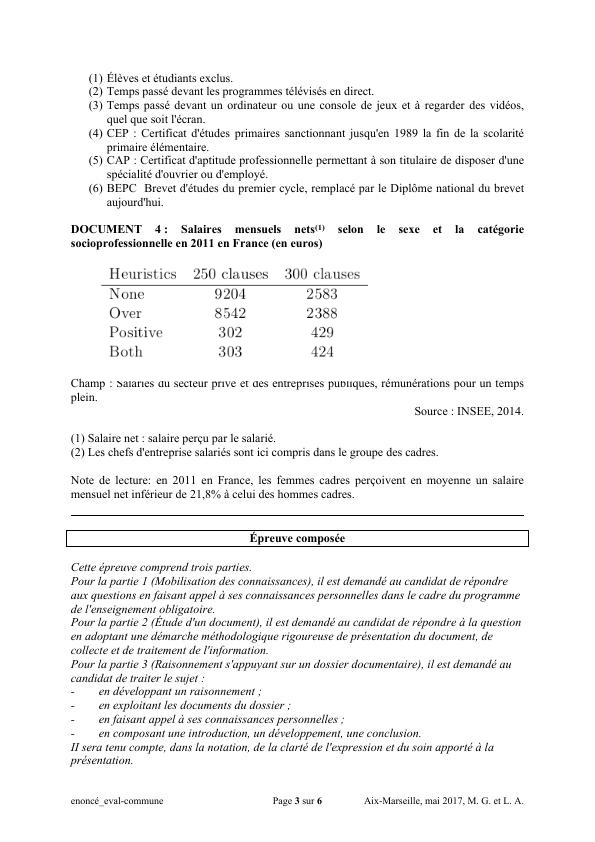 (1) Élèves et étudiants exclus.
(2) Temps passé devant les programmes télévisés en direct.
(3) Temps passé devant un ordinateur ou une console de jeux et à regarder des vidéos,
quel que soit l'écran.
(4) CEP : Certificat d'études primaires sanctionnant jusqu'en 1989 la fin de la scolarité
primaire élémentaire.
(5) CAP : Certificat d'aptitude professionnelle permettant à son titulaire de disposer d'une
spécialité d'ouvrier ou d'employé.
(6) BEPC Brevet d'études du premier cycle, remplacé par le Diplôme national du brevet
aujourd'hui.
DOCUMENT 4 : Salaires mensuels nets(1) selon le sexe et la catégorie
socioprofessionnelle en 2011 en France (en euros)
Heuristics 250 clauses 300 clauses
None 9204 2583
Over 8542 2388
Positive 302 429
Both 303 424
Champ : Salariés du secteur privé et des entreprises publiques, rémunérations pour un temps
plein.
Source : INSEE, 2014.
(1) Salaire net : salaire perçu par le salarié.
(2) Les chefs d'entreprise salariés sont ici compris dans le groupe des cadres.
Note de lecture: en 2011 en France, les femmes cadres perçoivent en moyenne un salaire
mensuel net inférieur de 21,8% à celui des hommes cadres.
Épreuve composée
Cette épreuve comprend trois parties.
Pour la partie 1 (Mobilisation des connaissances), il est demandé au candidat de répondre
aux questions en faisant appel à ses connaissances personnelles dans le cadre du programme
de l'enseignement obligatoire.
Pour la partie 2 (Étude d'un document), il est demandé au candidat de répondre à la question
en adoptant une démarche méthodologique rigoureuse de présentation du document, de
collecte et de traitement de l'information.
Pour la partie 3 (Raisonnement s'appuyant sur un dossier documentaire), il est demandé au
candidat de traiter le sujet :
- en développant un raisonnement ;
- en exploitant les documents du dossier ;
- en faisant appel à ses connaissances personnelles ;
- en composant une introduction, un développement, une conclusion.
Il sera tenu compte, dans la notation, de la clarté de l'expression et du soin apporté à la
présentation.
enoncé_eval-commune Page 3 sur 6 Aix-Marseille, mai 2017, M. G. et L. A.